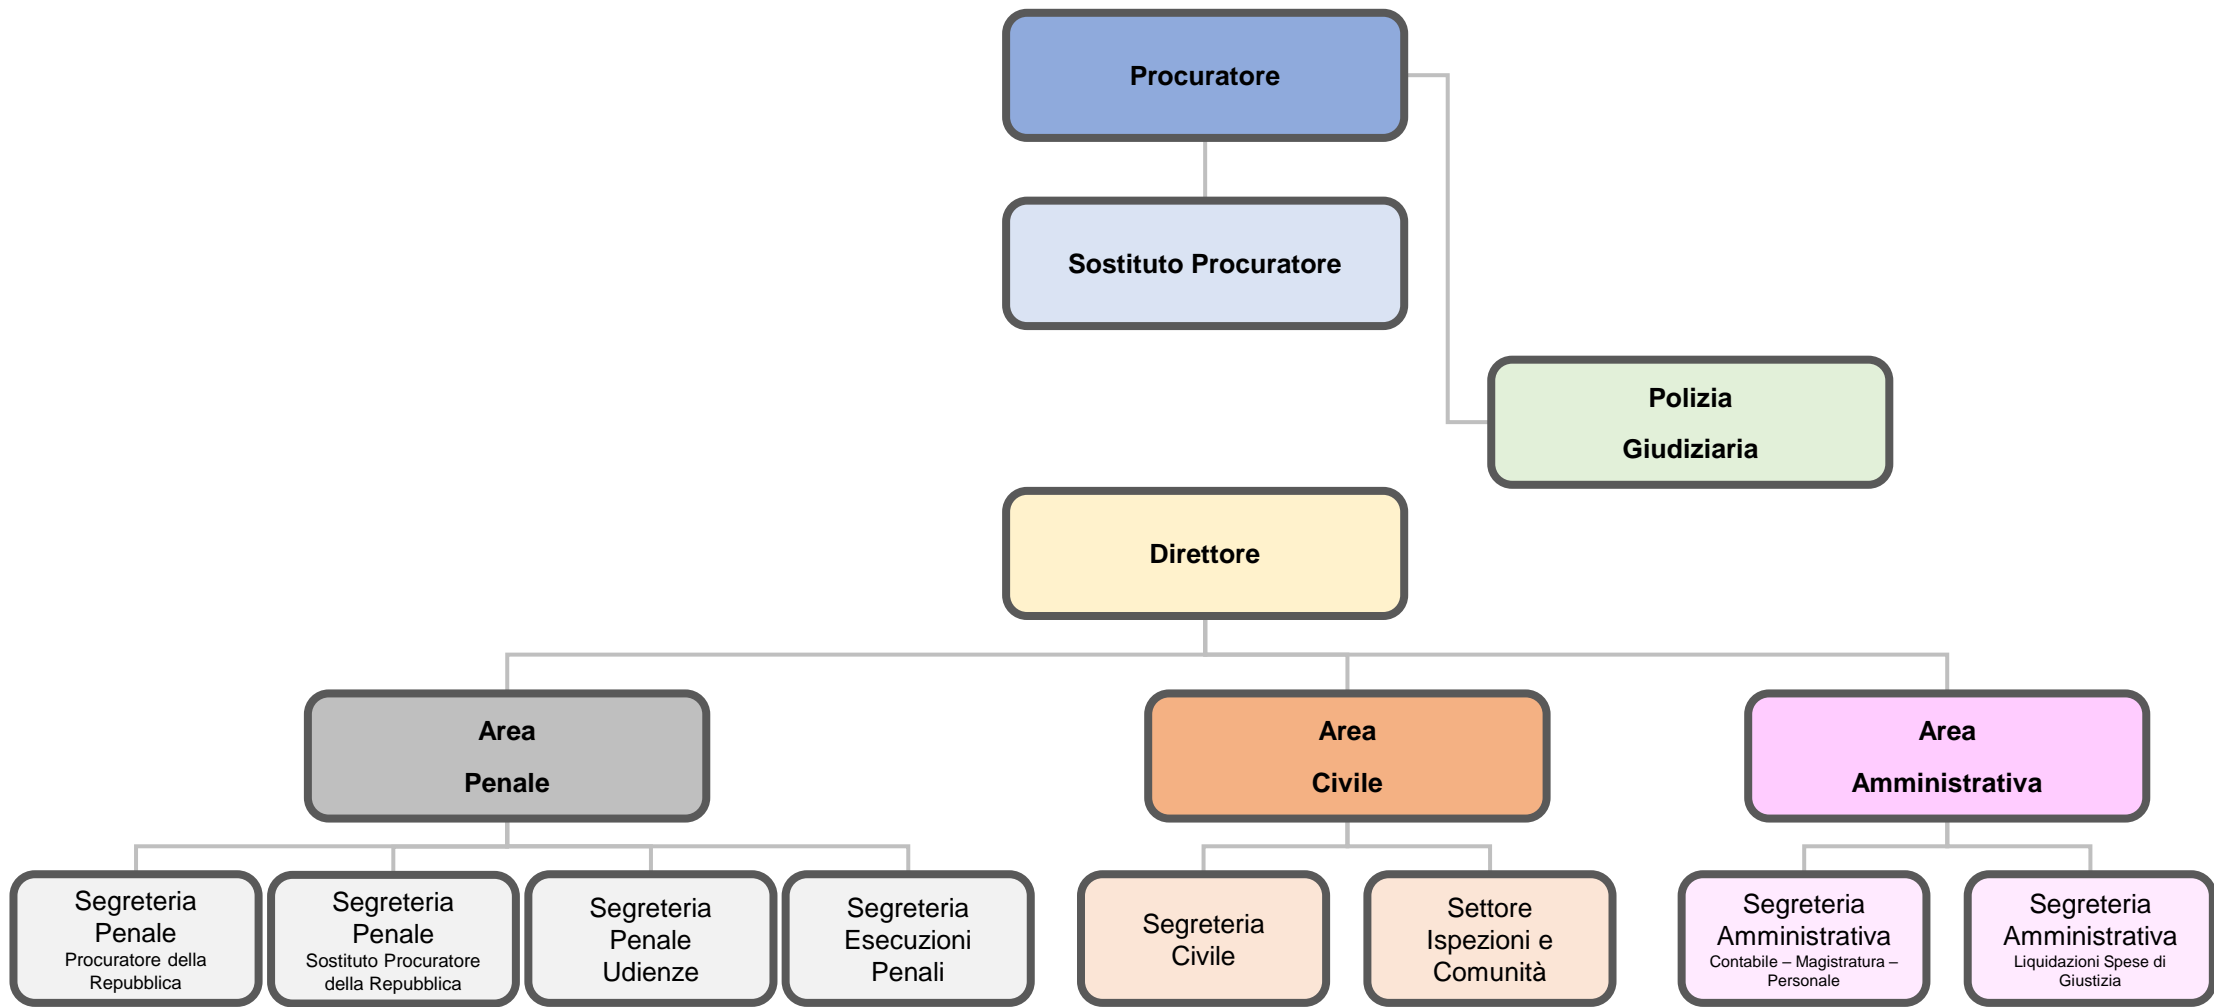 Procuratore
Sostituto Procuratore
Polizia
Giudiziaria
Direttore
Area
Penale
Area
Civile
Area
Amministrativa
Segreteria
Penale
Procuratore della
Repubblica
Segreteria
Penale
Sostituto Procuratore
della Repubblica
Segreteria
Penale
Udienze
Segreteria
Esecuzioni
Penali
Segreteria
Civile
Settore
Ispezioni e
Comunità
Segreteria
Amministrativa
Contabile – Magistratura –
Personale
Segreteria
Amministrativa
Liquidazioni Spese di
Giustizia